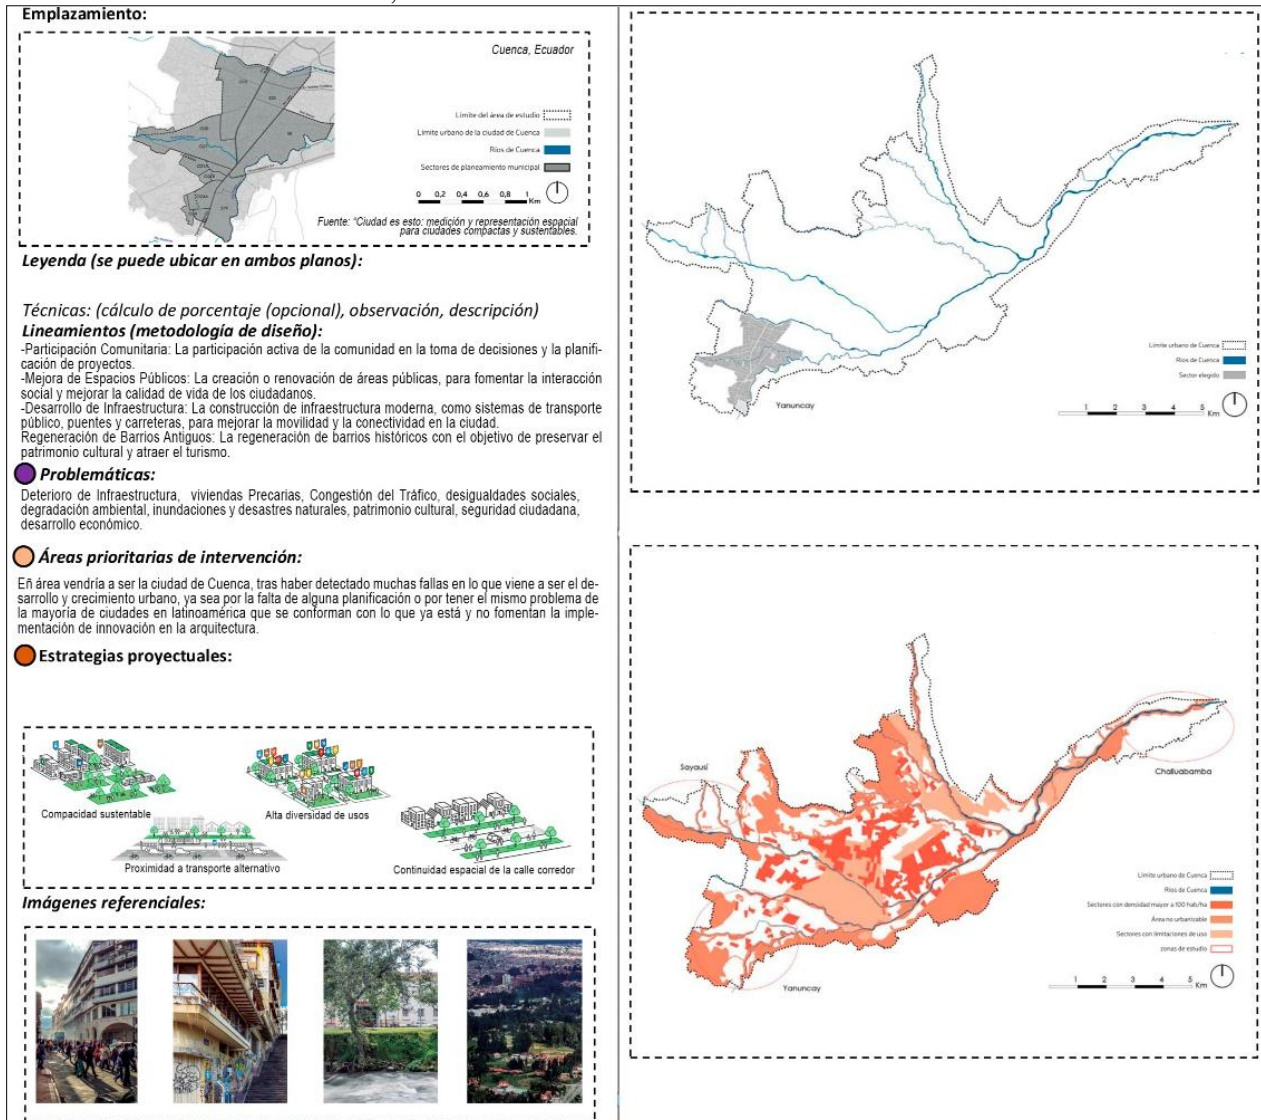 Emplazamiento:
Cuenca, Ecuador
Límite del área de estudio
Límite urbano de la ciudad de Cuenca
Ríos de Cuenca
Sectores de planeamiento municipal
0 0,2 0,4 0,6 0,8 1
Km
Fuente: "Ciudad es esto: medición y representación espacial
para ciudades compactas y sustentables.
Leyenda (se puede ubicar en ambos planos):
Técnicas: (cálculo de porcentaje (opcional), observación, descripción)
Lineamientos (metodología de diseño):
-Participación Comunitaria: La participación activa de la comunidad en la toma de decisiones y la planifi-
cación de proyectos.
-Mejora de Espacios Públicos: La creación o renovación de áreas públicas, para fomentar la interacción
social y mejorar la calidad de vida de los ciudadanos.
-Desarrollo de Infraestructura: La construcción de infraestructura moderna, como sistemas de transporte
público, puentes y carreteras, para mejorar la movilidad y la conectividad en la ciudad.
Regeneración de Barrios Antiguos: La regeneración de barrios históricos con el objetivo de preservar el
patrimonio cultural y atraer el turismo.
Problemáticas:
Deterioro de Infraestructura, viviendas Precarias, Congestión del Tráfico, desigualdades sociales,
degradación ambiental, inundaciones y desastres naturales, patrimonio cultural, seguridad ciudadana,
desarrollo económico.
Áreas prioritarias de intervención:
Eñ área vendría a ser la ciudad de Cuenca, tras haber detectado muchas fallas en lo que viene a ser el de-
sarrollo y crecimiento urbano, ya sea por la falta de alguna planificación o por tener el mismo problema de
la mayoría de ciudades en latinoamérica que se conforman con lo que ya está y no fomentan la imple-
mentación de innovación en la arquitectura.
Estrategias proyectuales:
Compacidad sustentable
Alta diversidad de usos
Proximidad a transporte alternativo
Continuidad espacial de la calle corredor
Imágenes referenciales:
Límite urbano de Cuenca
Ríos de Cuenca
Sector elegido
Yanuncay
1 2 3 4 5
Km
Sayausí
Challuabamba
Límite urbano de Cuenca
Ríos de Cuenca
Sectores con densidad mayor a 100 hab/ha
Área no urbanizable
Sectores con limitaciones de uso
zonas de estudio
Yanuncay
1 2 3 4 5
Km